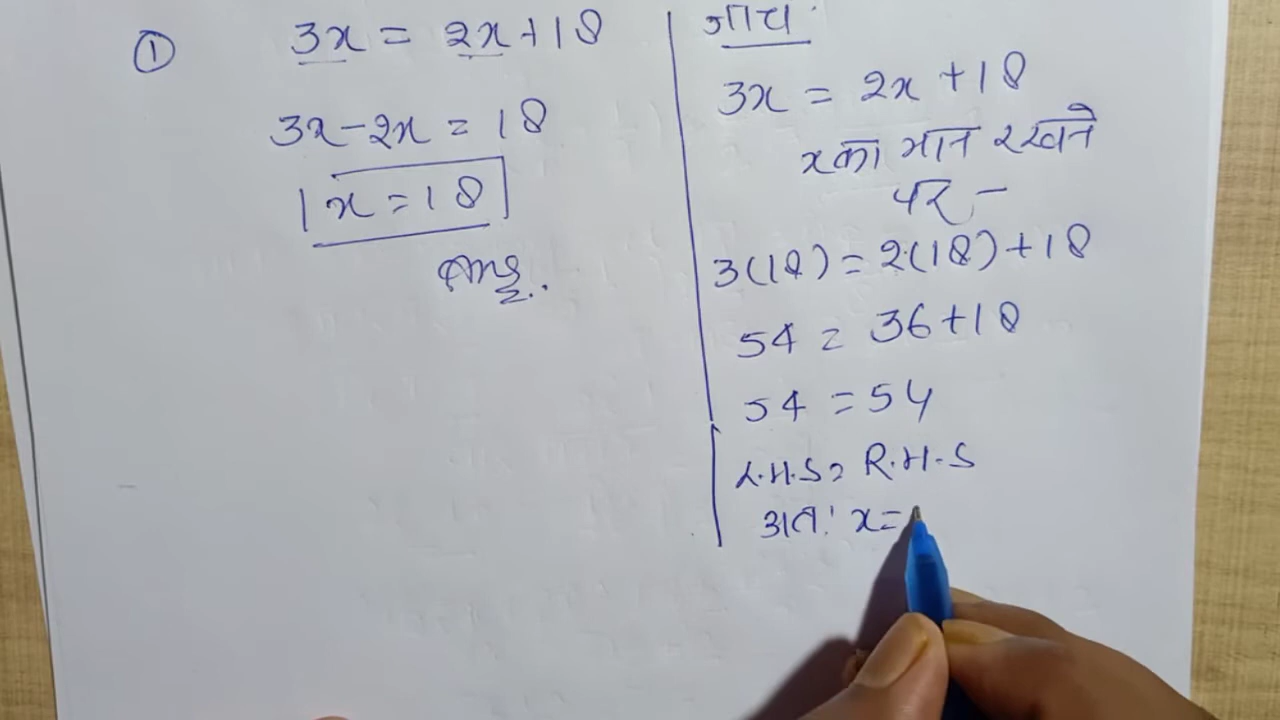 ① 3x = 2x + 18
3x - 2x = 18
x = 18
Ans.
जाच
3x = 2x + 18
x का मान रखने
पर -
3(18) = 2(18) + 18
54 = 36 + 18
54 = 54
L.H.S = R.H.S
अत: x =